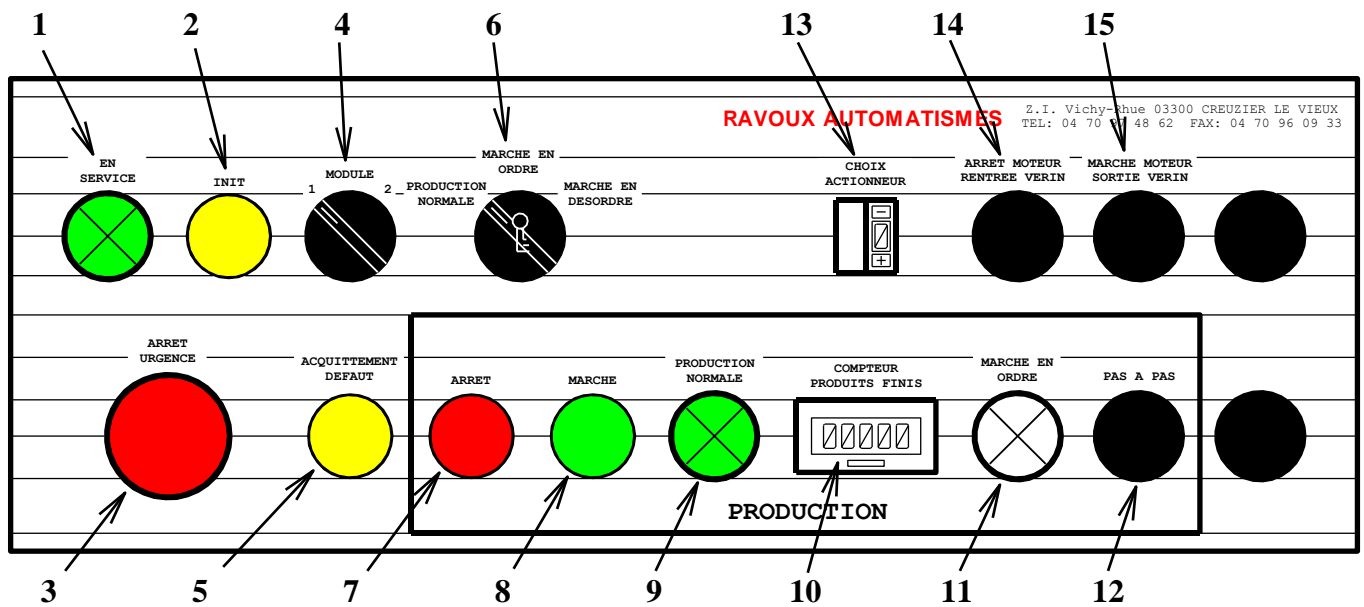 1 2 4 6 13 14 15
RAVOUX AUTOMATISMES
Z.I. Vichy-Rhue 03300 CREUZIER LE VIEUX
TEL: 04 70 97 48 62 FAX: 04 70 96 09 33
EN
SERVICE
INIT
MODULE
1 2
MARCHE EN
ORDRE
PRODUCTION
NORMALE
MARCHE EN
DESORDRE
CHOIX
ACTIONNEUR
ARRET MOTEUR
RENTREE VERIN
MARCHE MOTEUR
SORTIE VERIN
-
0
+
ARRET
URGENCE
ACQUITTEMENT
DEFAUT
ARRET
MARCHE
PRODUCTION
NORMALE
COMPTEUR
PRODUITS FINIS
00000
MARCHE EN
ORDRE
PAS A PAS
PRODUCTION
3 5 7 8 9 10 11 12